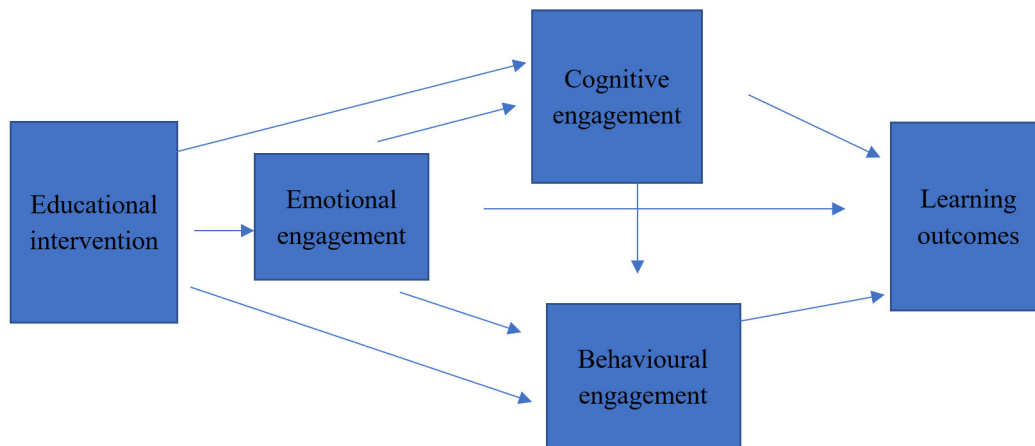 Educational
intervention
Emotional
engagement
Cognitive
engagement
Behavioural
engagement
Learning
outcomes